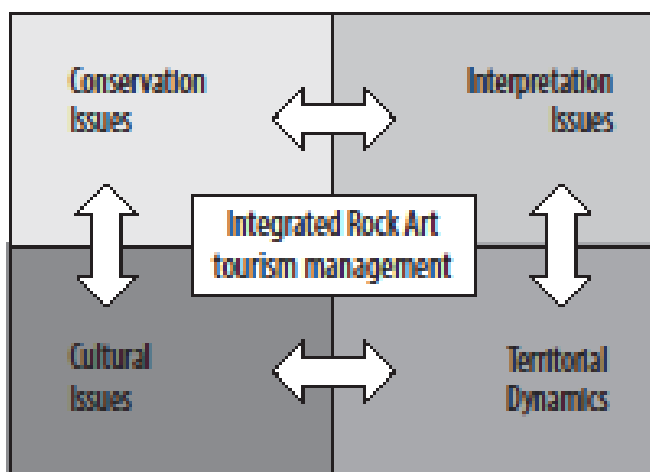 Conservation
Issues
Interpretation
Issues
Integrated Rock Art
tourism management
Cultural
Issues
Territorial
Dynamics